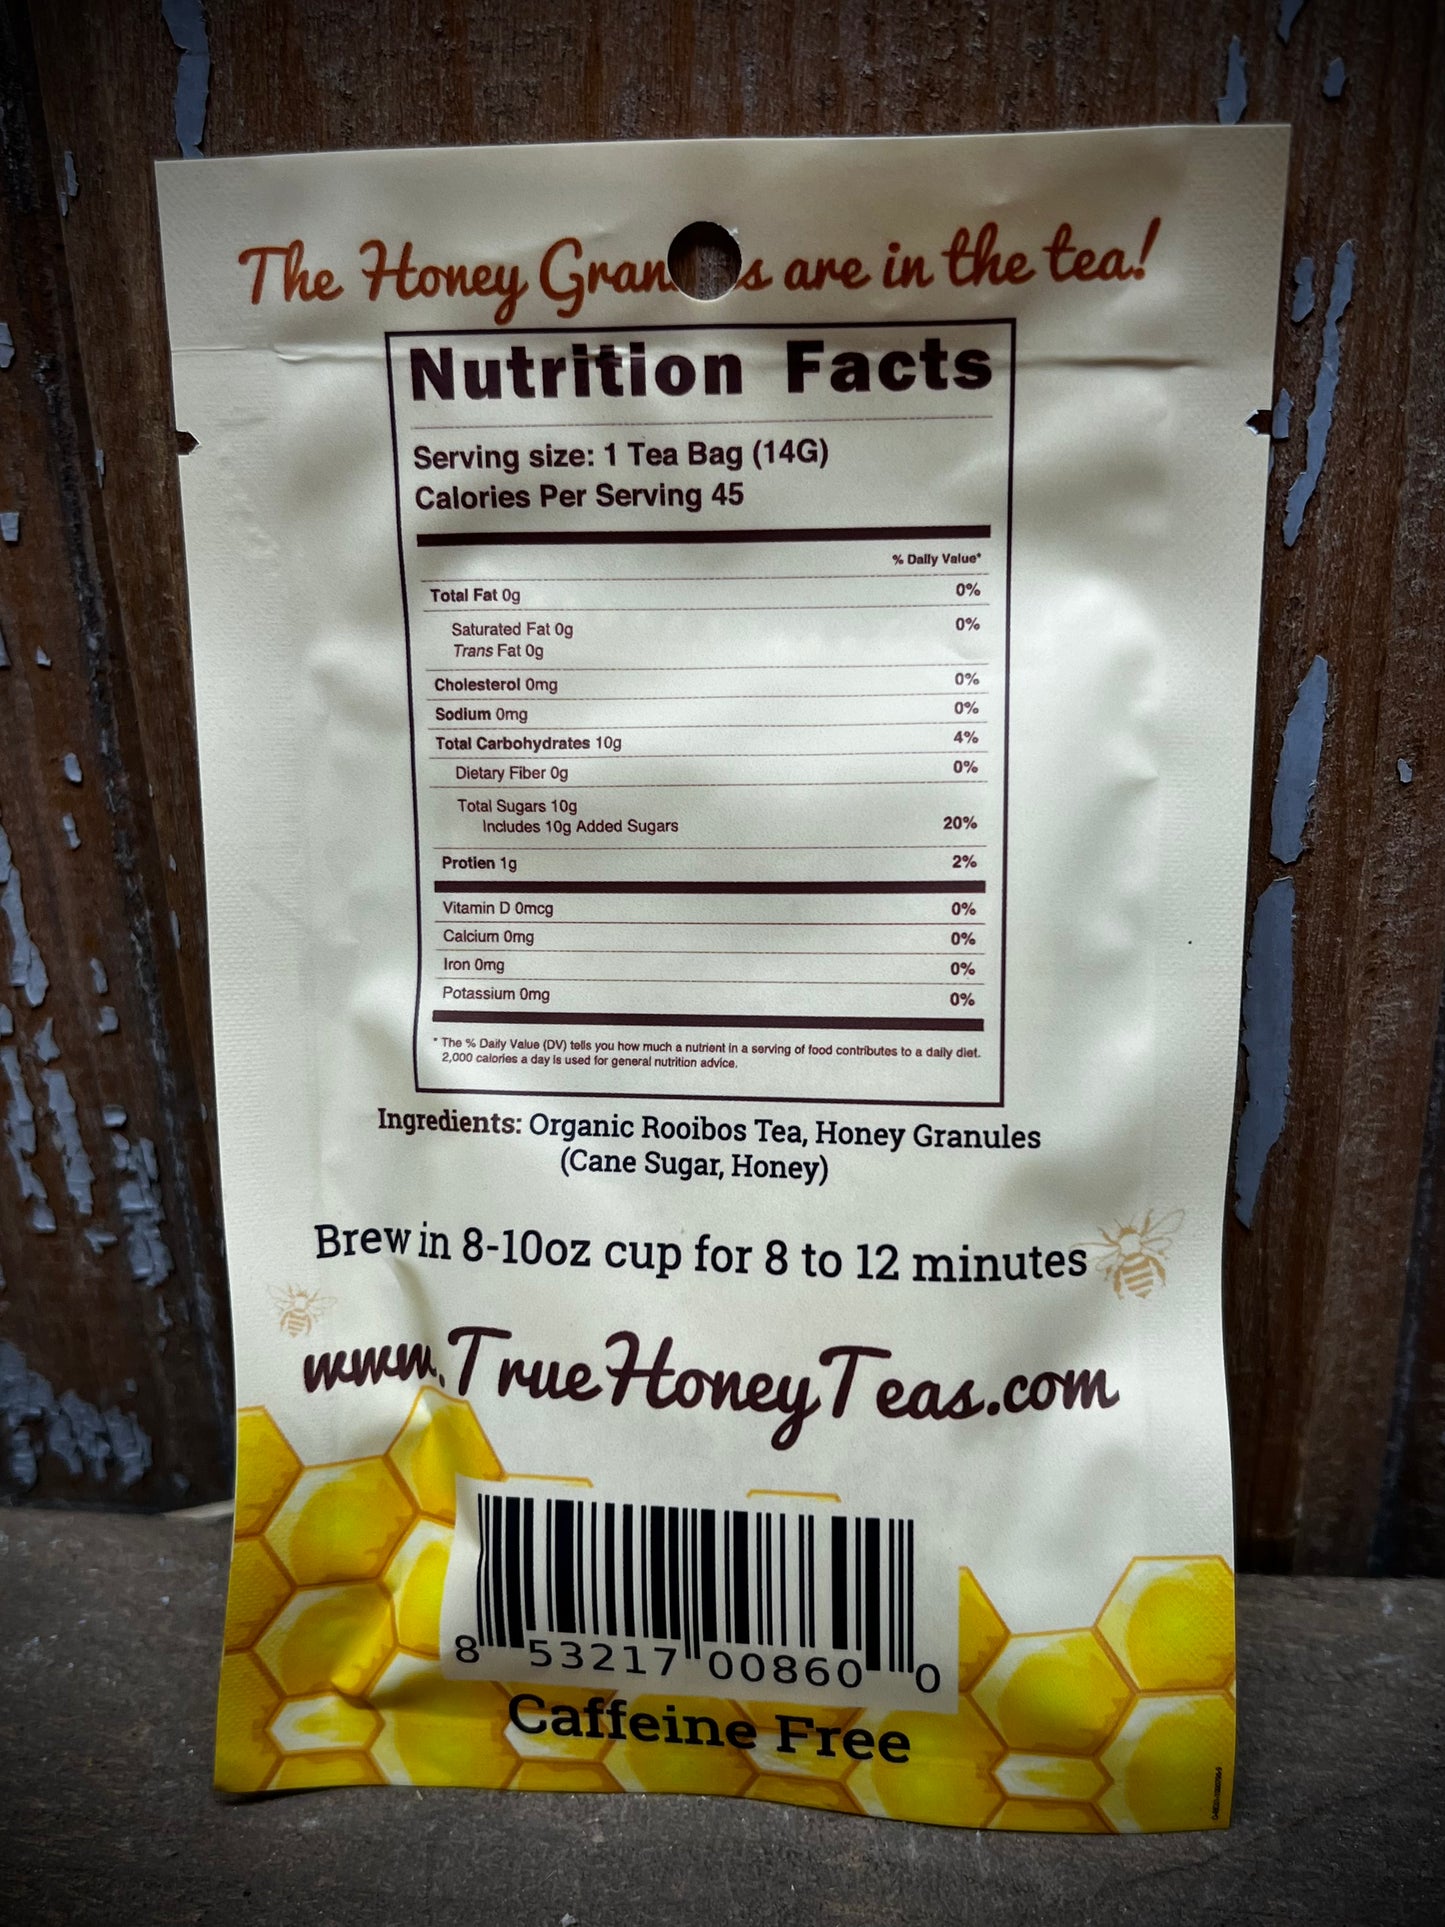 The Honey are in the tea!
Nutrition Facts
Serving size: 1 Tea Bag (14G)
Calories Per Serving 45
% Daily Value*
Total Fat 0g 0%
Saturated Fat 0g 0%
Trans Fat 0g
Cholesterol 0mg 0%
Sodium 0mg 0%
Total Carbohydrates 10g 4%
Dietary Fiber 0g 0%
Total Sugars 10g
Includes 10g Added Sugars 20%
Protien 1g 2%
Vitamin D 0mcg 0%
Calcium 0mg 0%
Iron 0mg 0%
Potassium 0mg 0%
* The % Daily Value (DV) tells you how much a nutrient in a serving of food contributes to a daily diet.
2,000 calories a day is used for general nutrition advice.
Ingredients: Organic Rooibos Tea, Honey Granules
(Cane Sugar, Honey)
Brew in 8-10oz cup for 8 to 12 minutes
www.TrueHoneyTeas.com
8 53217 00860 0
Caffeine Free